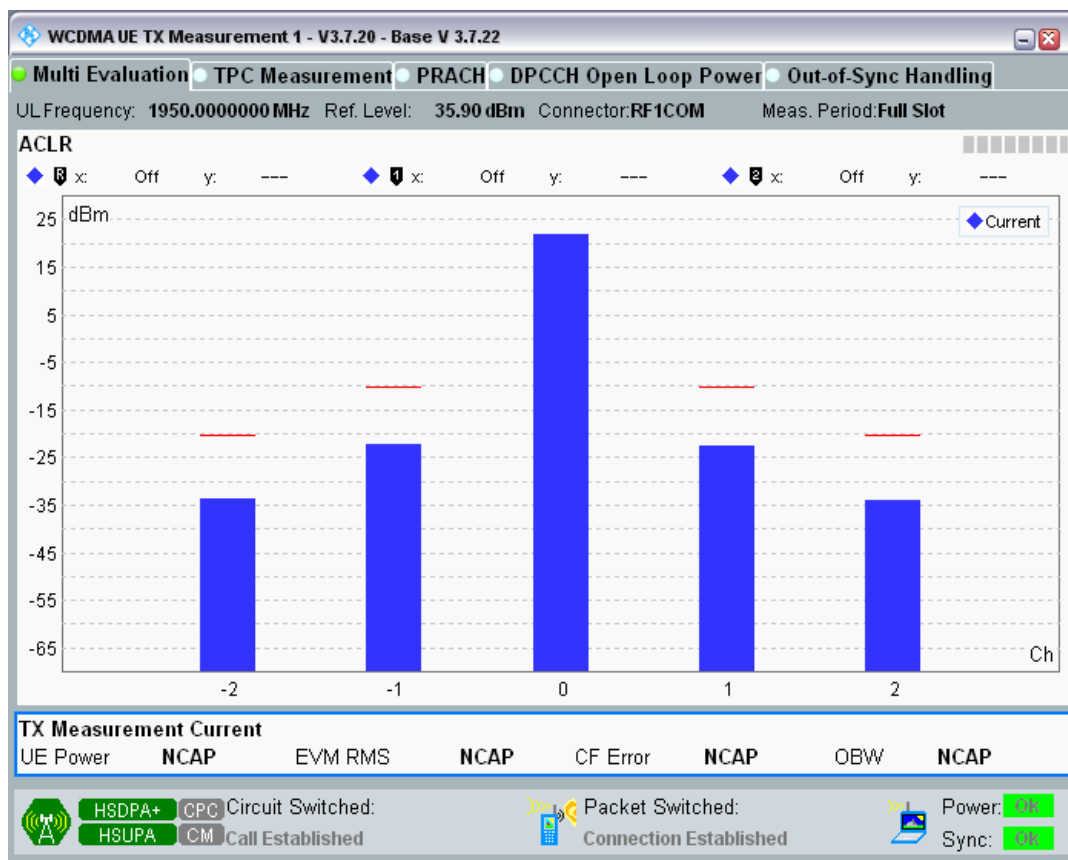 WCDMA UE TX Measurement 1 - V3.7.20 - Base V 3.7.22
Multi Evaluation TPC Measurement PRACH DPCCH Open Loop Power Out-of-Sync Handling
UL Frequency: 1950.0000000 MHz Ref. Level: 35.90 dBm Connector:RF1COM Meas. Period:Full Slot
ACLR
R x: Off y: --- 1 x: Off y: --- 2 x: Off y: ---
dBm
Current
25
15
5
-5
-15
-25
-35
-45
-55
-65
Ch
-2 -1 0 1 2
TX Measurement Current
UE Power NCAP EVM RMS NCAP CF Error NCAP OBW NCAP
HSDPA+ CPC Circuit Switched: Packet Switched: Power: OK
HSUPA CM Call Established Connection Established Sync: OK